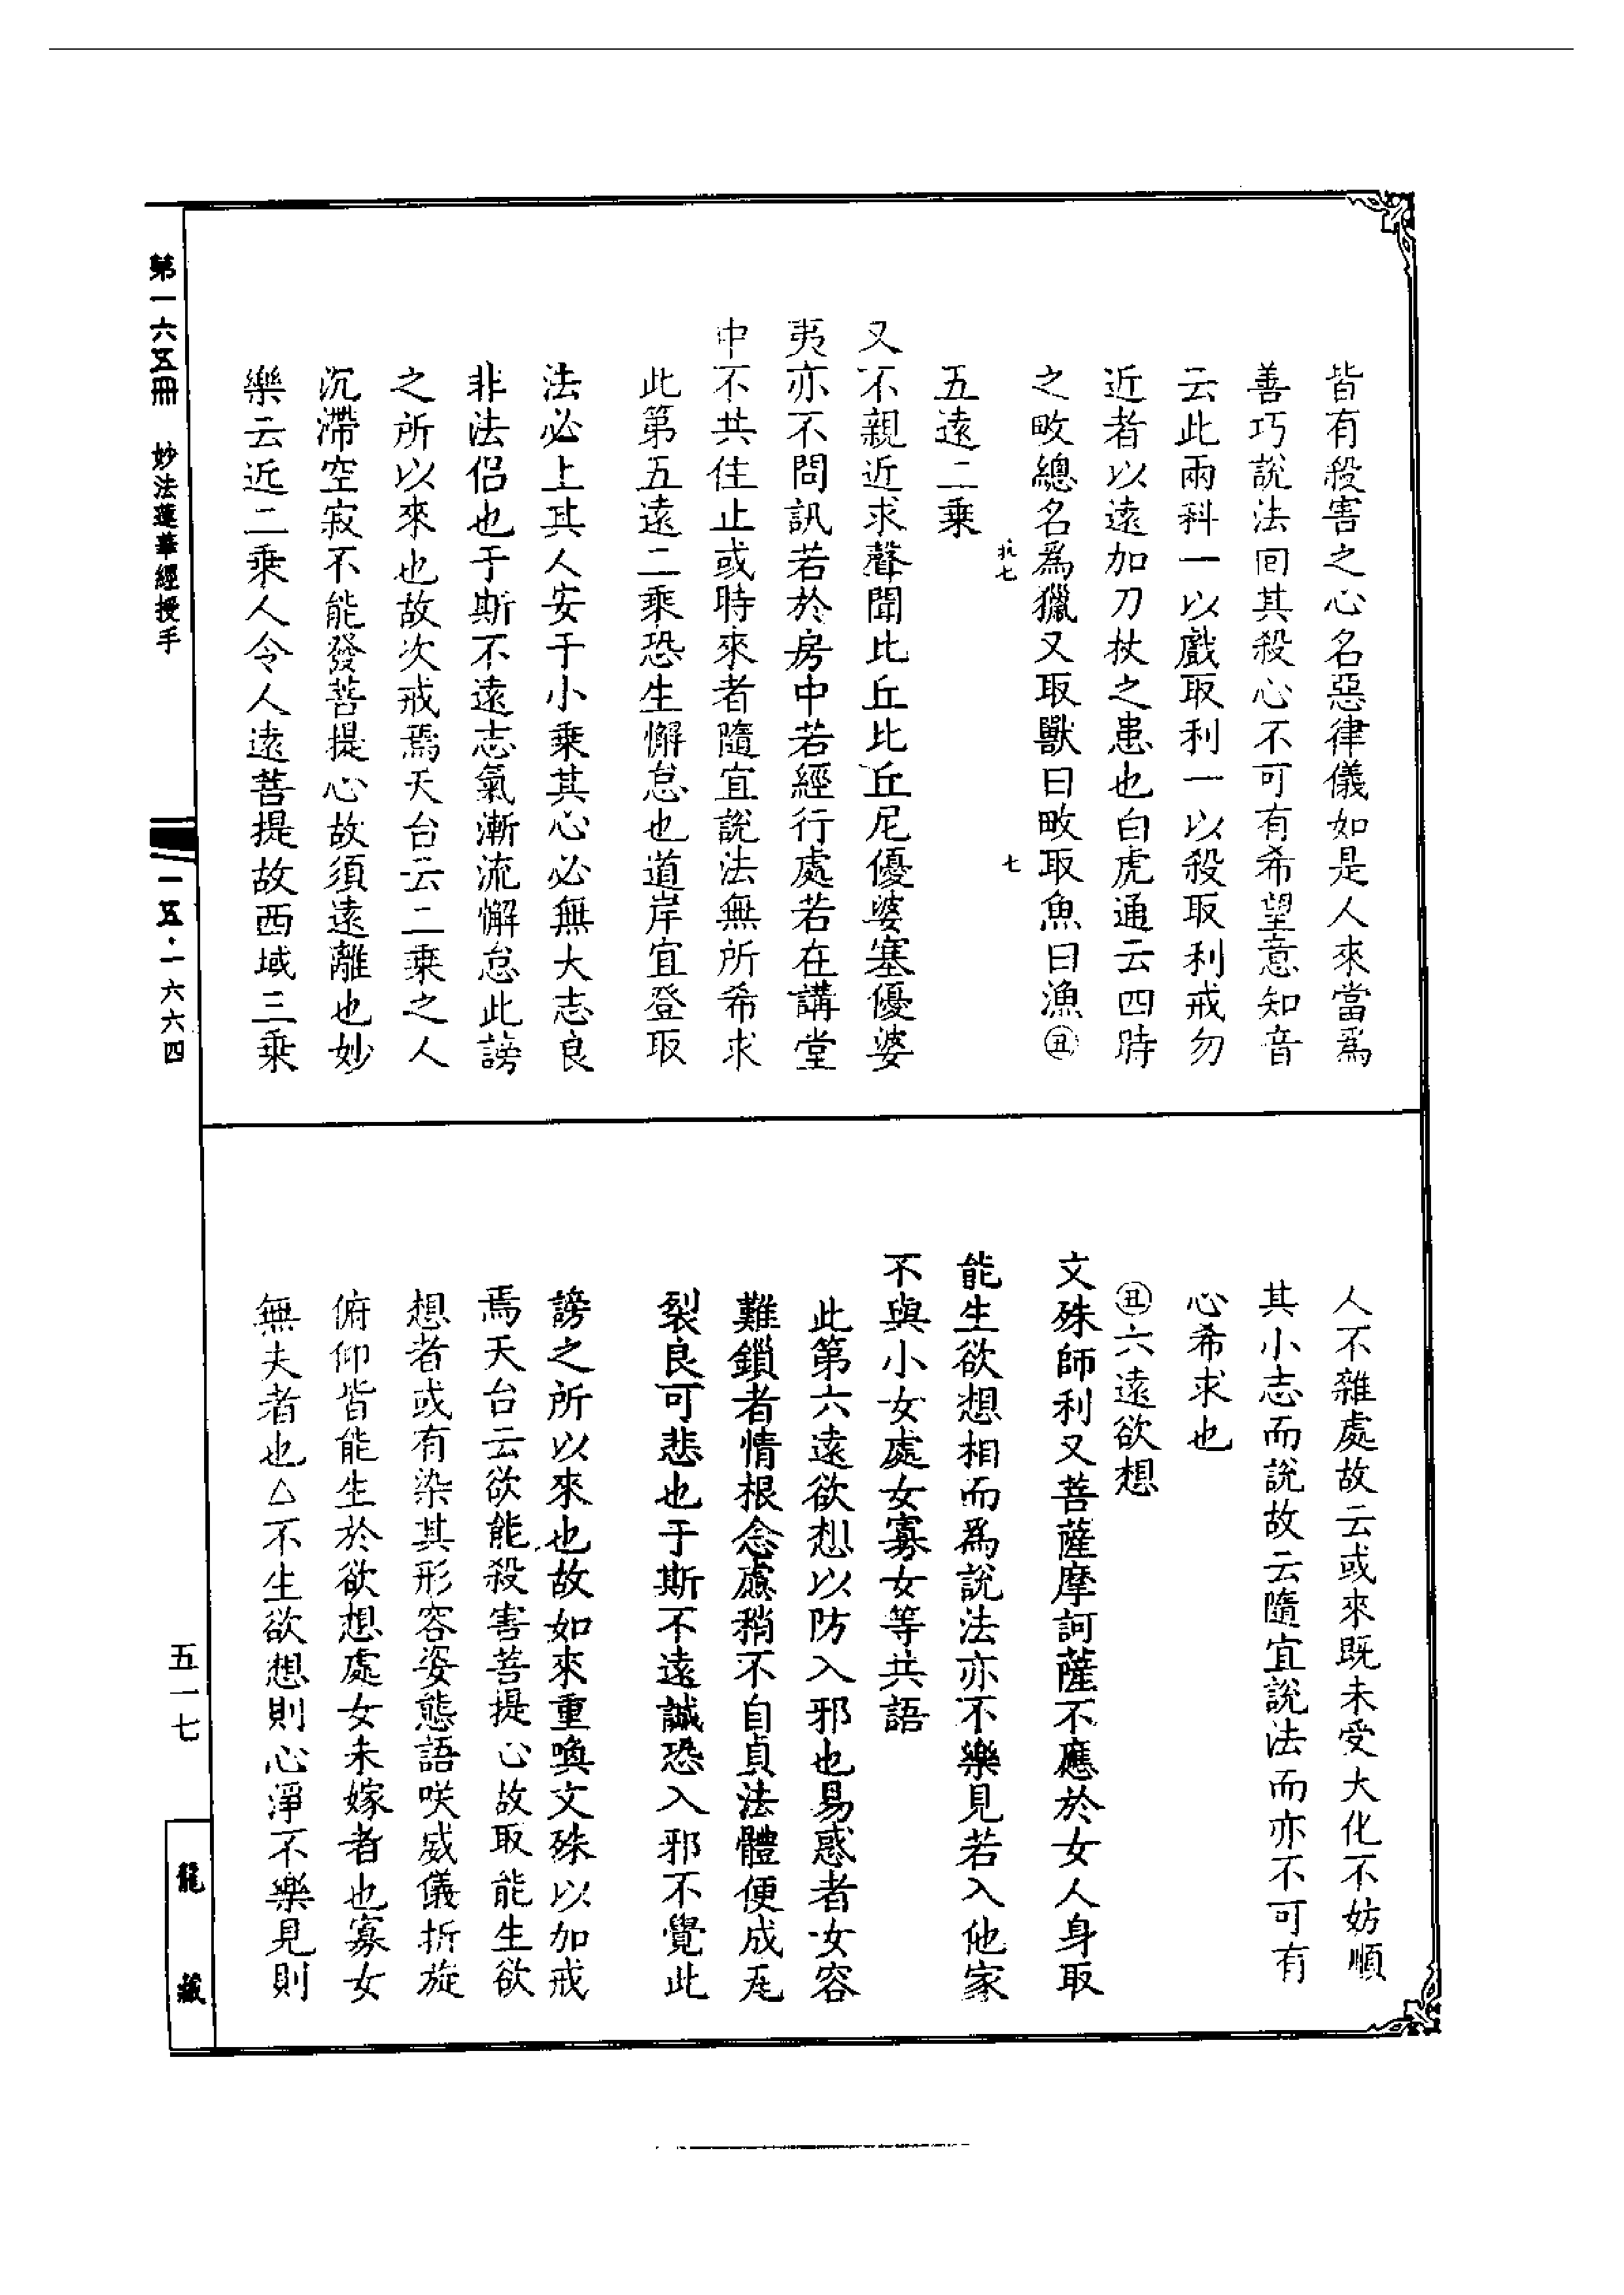 皆有殺害之心名惡律儀如是人來當爲
善巧說法回其殺心不可有希望意知音
云此兩科一以戲取利一以殺取利戒勿
近者以遠加刀杖之患也白虎通云四時
之畋總名爲獵又取獸曰畋取魚曰漁㊄
七
五遠二乘
又不親近求聲聞比丘比丘尼優婆塞優婆
夷亦不問訊若於房中若經行處若在講堂
中不共住止或時來者隨宜說法無所希求
此第五遠二乘恐生懈怠也道岸宜登取
法必上其人安于小乘其心必無大志良
非法侶也于斯不遠志氣漸流懈怠此謗
之所以來也故次戒焉天台云二乘之人
沉滯空寂不能發菩提心故須遠離也妙
樂云近二乘人令人遠菩提故西域三乘
人不雜處故云或來既未受大化不妨順
其小志而說故云隨宜說法而亦不可有
心希求也
丑六遠欲想
文殊師利又菩薩摩訶薩不應於女人身取
能生欲想相而爲說法亦不樂見若入他家
不與小女處女寡女等共語
此第六遠欲想以防入邪也易惑者女容
難鎖者情根念慮稍不自貞法體便成瓦
裂良可悲也于斯不遠誠恐入邪不覺此
謗之所以來也故如來重喚文殊以加戒
焉天台云欲能殺害菩提心故取能生欲
想者或有染其形容姿態語咲威儀折旋
俯仰皆能生於欲想處女未嫁者也寡女
無夫者也△不生欲想則心淨不樂見則
第一六五冊 妙法蓮華經授手
一五·一六六四
五一七
龍藏